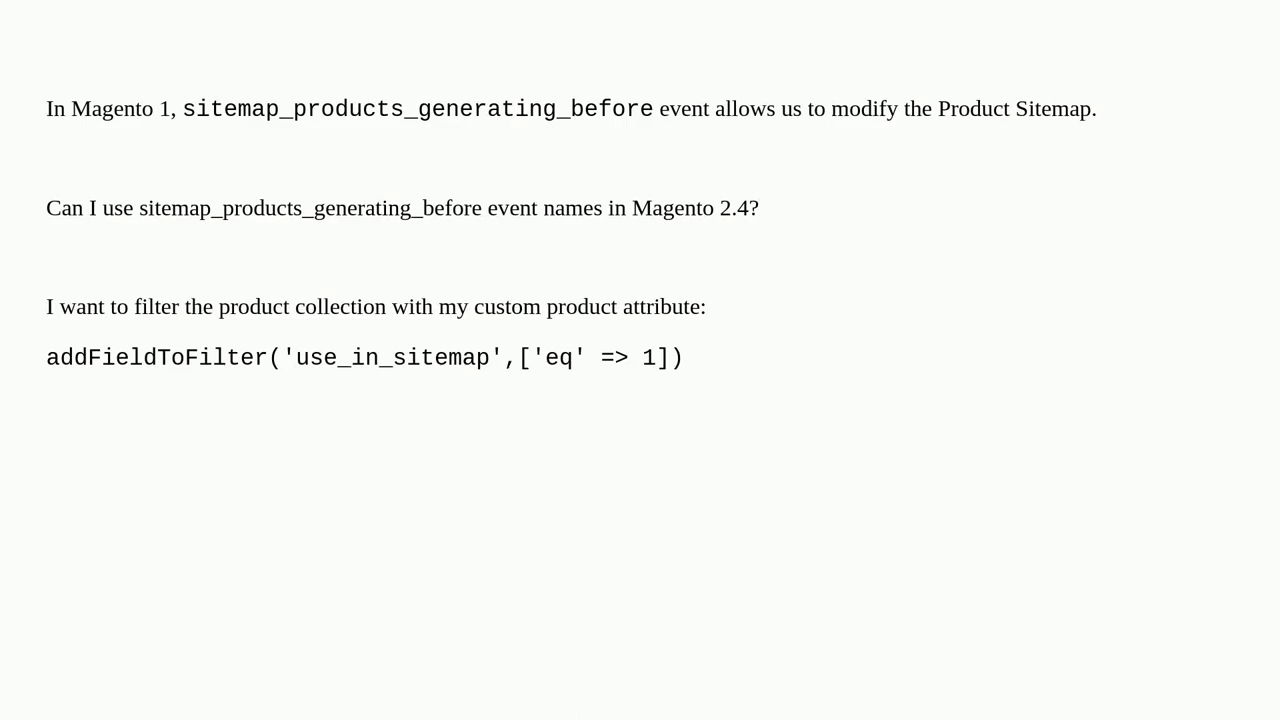 In Magento 1, sitemap_products_generating_before event allows us to modify the Product Sitemap.
Can I use sitemap_products_generating_before event names in Magento 2.4?
I want to filter the product collection with my custom product attribute:
addFieldToFilter('use_in_sitemap',['eq' => 1])